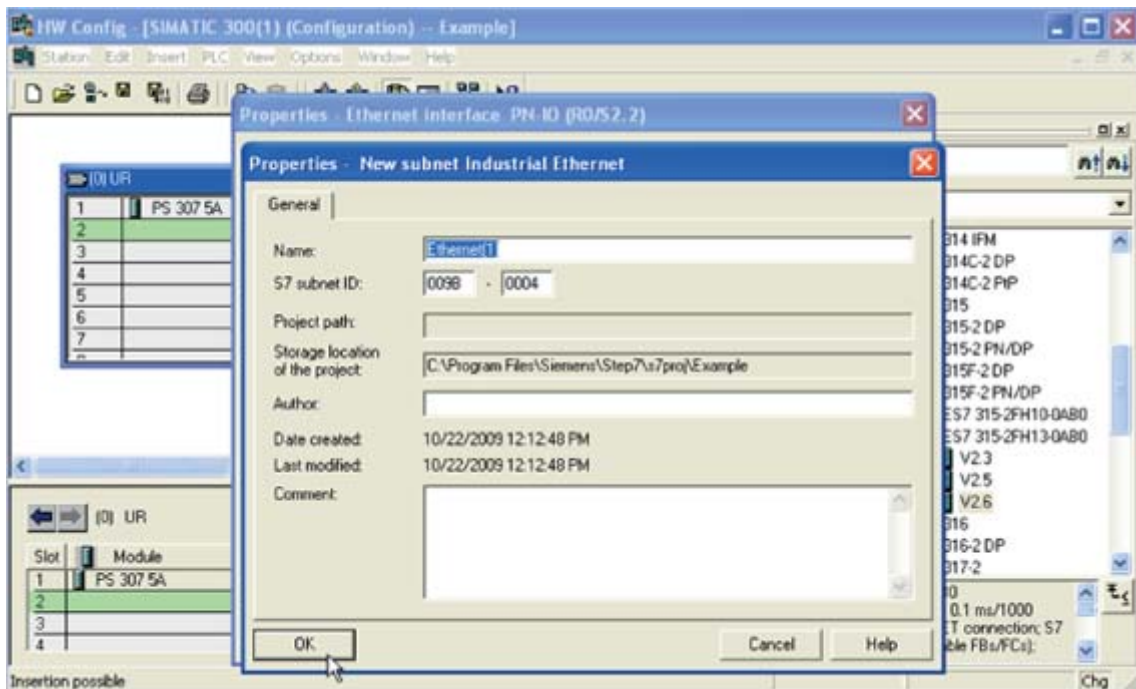 HW Config - [SIMATIC 300(1) (Configuration) -- Example]
Station Edit Insert PLC View Options Window Help
Properties - Ethernet interface PN-IO (R0/S2.2)
Properties - New subnet Industrial Ethernet
General
Name: Ethernet(1)
S7 subnet ID: 009B - 0004
Project path:
Storage location
of the project: C:\Program Files\Siemens\Step7\s7proj\Example
Author:
Date created: 10/22/2009 12:12:48 PM
Last modified: 10/22/2009 12:12:48 PM
Comment:
OK Cancel Help
(0) UR
1 PS 307 5A
2
3
4
5
6
7
(0) UR
Slot Module
1 PS 307 5A
2
3
4
314 IFM
314C-2 DP
314C-2 PtP
315
315-2 DP
315-2 PN/DP
315F-2 DP
315F-2 PN/DP
ES7 315-2FH10-0AB0
ES7 315-2FH13-0AB0
V2.3
V2.5
V2.6
316
316-2 DP
317-2
0.1 ms/1000
ET connection; S7
ble FBs/FCs);
Insertion possible
Chg